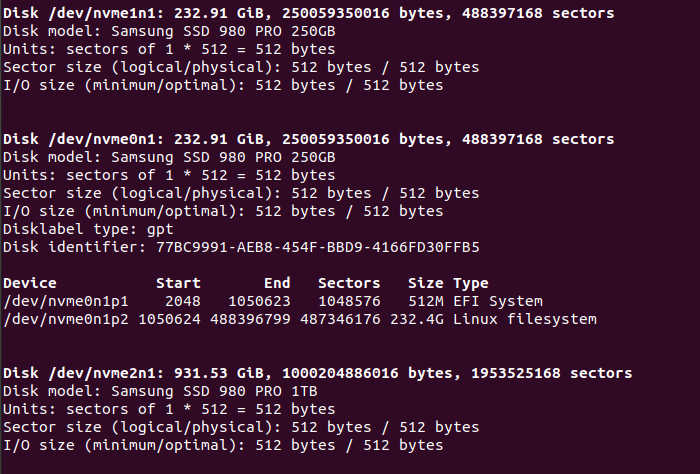 Disk /dev/nvme1n1: 232.91 GiB, 250059350016 bytes, 488397168 sectors
Disk model: Samsung SSD 980 PRO 250GB
Units: sectors of 1 * 512 = 512 bytes
Sector size (logical/physical): 512 bytes / 512 bytes
I/O size (minimum/optimal): 512 bytes / 512 bytes
Disk /dev/nvme0n1: 232.91 GiB, 250059350016 bytes, 488397168 sectors
Disk model: Samsung SSD 980 PRO 250GB
Units: sectors of 1 * 512 = 512 bytes
Sector size (logical/physical): 512 bytes / 512 bytes
I/O size (minimum/optimal): 512 bytes / 512 bytes
Disklabel type: gpt
Disk identifier: 77BC9991-AEB8-454F-BBD9-4166FD30FFB5
Device Start End Sectors Size Type
/dev/nvme0n1p1 2048 1050623 1048576 512M EFI System
/dev/nvme0n1p2 1050624 488396799 487346176 232.4G Linux filesystem
Disk /dev/nvme2n1: 931.53 GiB, 1000204886016 bytes, 1953525168 sectors
Disk model: Samsung SSD 980 PRO 1TB
Units: sectors of 1 * 512 = 512 bytes
Sector size (logical/physical): 512 bytes / 512 bytes
I/O size (minimum/optimal): 512 bytes / 512 bytes